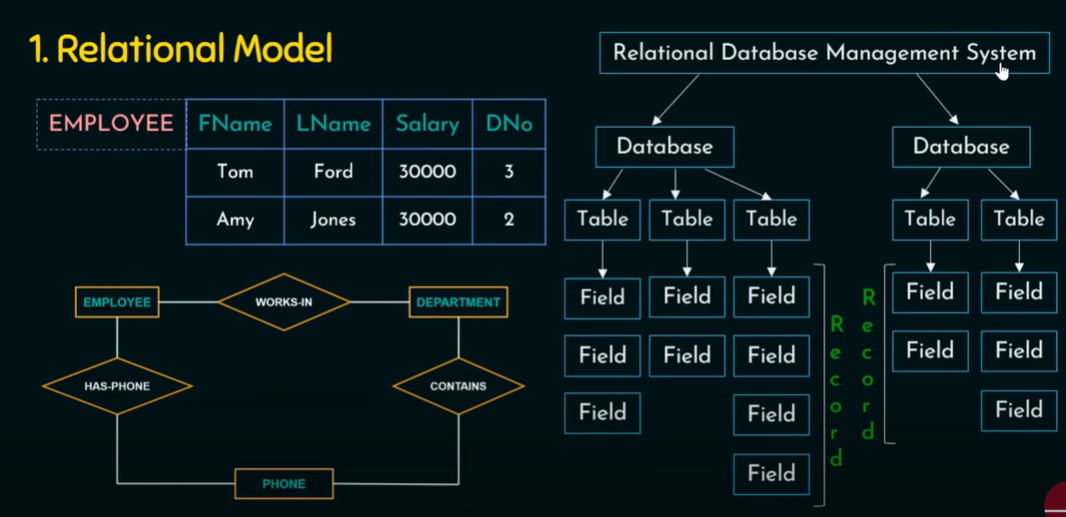 1. Relational Model
EMPLOYEE FName LName Salary DNo
Tom Ford 30000 3
Amy Jones 30000 2
EMPLOYEE WORKS-IN DEPARTMENT
HAS-PHONE CONTAINS
PHONE
Relational Database Management System
Database Database
Table Table Table Table Table
Field Field Field Field Field
Field Field Field Field Field
Field Field Field
Field
Record
Record